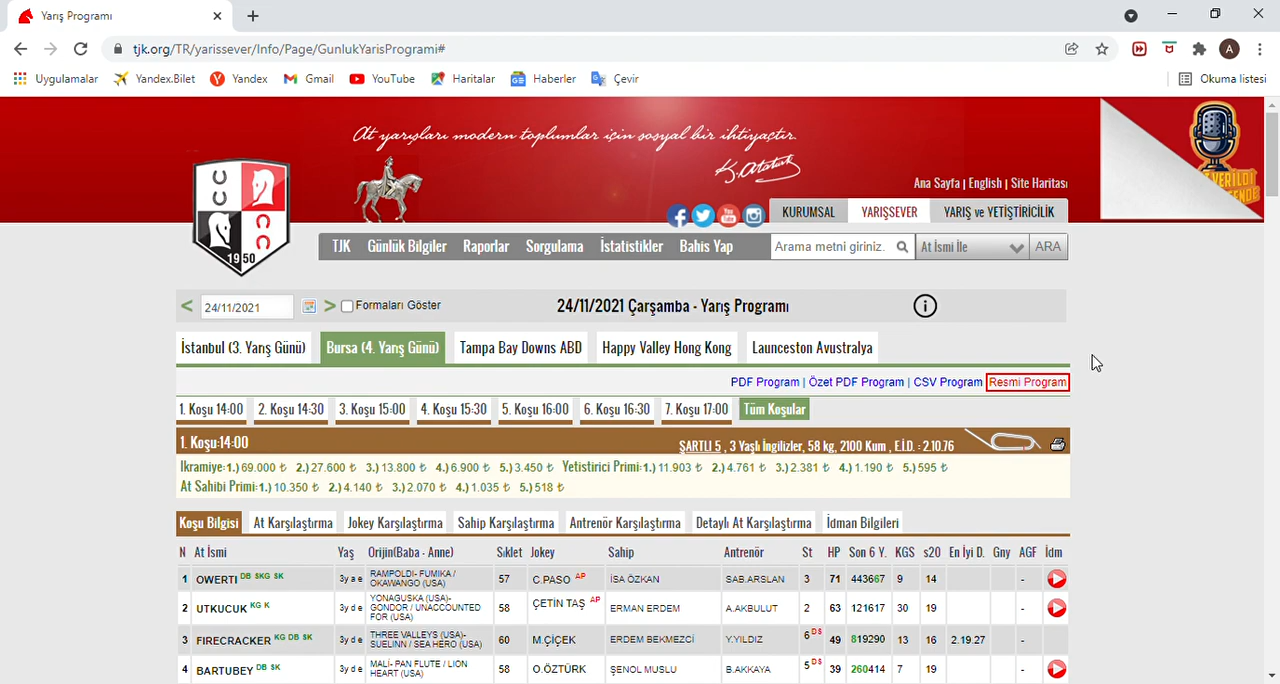 Yarış Programı
tjk.org/TR/yarissever/Info/Page/GunlukYarisProgrami#
A
Uygulamalar Yandex.Bilet Yandex Gmail YouTube Haritalar Haberler Çevir Okuma listesi
At yarışları modern toplumlar için sosyal bir ihtiyaçtır.
K. Atatürk
VERİLDİ
1950
Ana Sayfa | English | Site Haritası
KURUMSAL YARIŞSEVER YARIŞ ve YETİŞTİRİCİLİK
TJK Günlük Bilgiler Raporlar Sorgulama İstatistikler Bahis Yap Arama metni giriniz. At İsmi İle ARA
24/11/2021 Formaları Göster 24/11/2021 Çarşamba - Yarış Programı
İstanbul (3. Yarış Günü) Bursa (4. Yarış Günü) Tampa Bay Downs ABD Happy Valley Hong Kong Launceston Avustralya
PDF Program | Özet PDF Program | CSV Program Resmi Program
1. Koşu 14:00 2. Koşu 14:30 3. Koşu 15:00 4. Koşu 15:30 5. Koşu 16:00 6. Koşu 16:30 7. Koşu 17:00 Tüm Koşular
1. Koşu:14:00 ŞARTLI 5 , 3 Yaşlı İngilizler, 58 kg, 2100 Kum , E.İ.D. : 2.10.76
Ikramiye:1.) 69.000 ₺ 2.) 27.600 ₺ 3.) 13.800 ₺ 4.) 6.900 ₺ 5.) 3.450 ₺ Yetistirici Primi:1.) 11.903 ₺ 2.) 4.761 ₺ 3.) 2.381 ₺ 4.) 1.190 ₺ 5.) 595 ₺
At Sahibi Primi:1.) 10.350 ₺ 2.) 4.140 ₺ 3.) 2.070 ₺ 4.) 1.035 ₺ 5.) 518 ₺
Koşu Bilgisi At Karşılaştırma Jokey Karşılaştırma Sahip Karşılaştırma Antrenör Karşılaştırma Detaylı At Karşılaştırma İdman Bilgileri
N At İsmi Yaş Orijin(Baba - Anne) Sıklet Jokey Sahip Antrenör St HP Son 6 Y. KGS s20 En İyi D. Gny AGF İdm
1 OWERTI DB SKG SK 3y a e RAMPOLDI- FUMIKA / OKAWANGO (USA) 57 C.PASO AP İSA ÖZKAN SAB.ARSLAN 3 71 443667 9 14 -
2 UTKUCUK KG K 3y d e YONAGUSKA (USA)- GONDOR / UNACCOUNTED FOR (USA) 58 ÇETİN TAŞ AP ERMAN ERDEM A.AKBULUT 2 63 121617 30 19 -
3 FIRECRACKER KG DB SK 3y d e THREE VALLEYS (USA)- SUELINN / SEA HERO (USA) 60 M.ÇİÇEK ERDEM BEKMEZCİ Y.YILDIZ 6 DS 49 819290 13 16 2.19.27 -
4 BARTUBEY DB SK 3y d e MALI- PAN FLUTE / LION HEART (USA) 58 O.ÖZTÜRK ŞENOL MUSLU B.AKKAYA 5 DS 39 260414 7 19 -